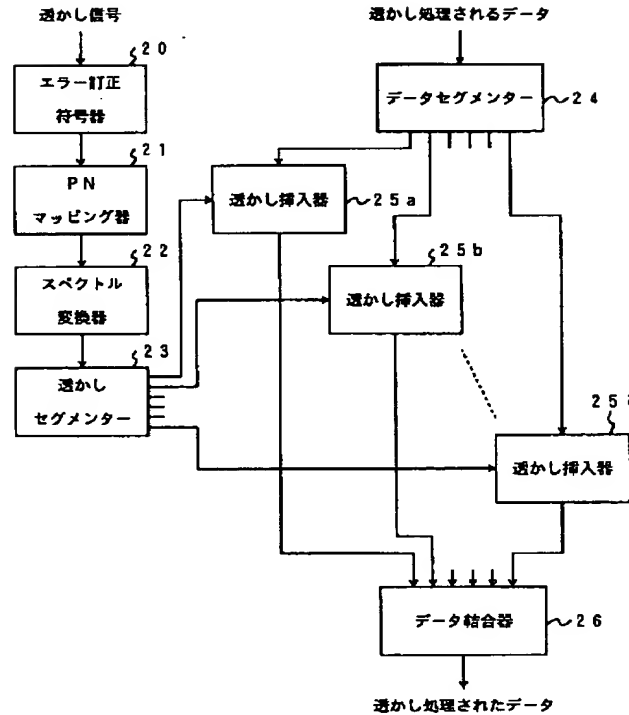 透かし信号
２０
エラー訂正
符号器
２１
ＰＮ
マッピング器
２２
スペクトル
変換器
２３
透かし
セグメンター
透かし処理されるデータ
データセグメンター
２４
透かし挿入器
２５ａ
２５ｂ
透かし挿入器
透かし挿入器
データ結合器
２６
透かし処理されたデータ